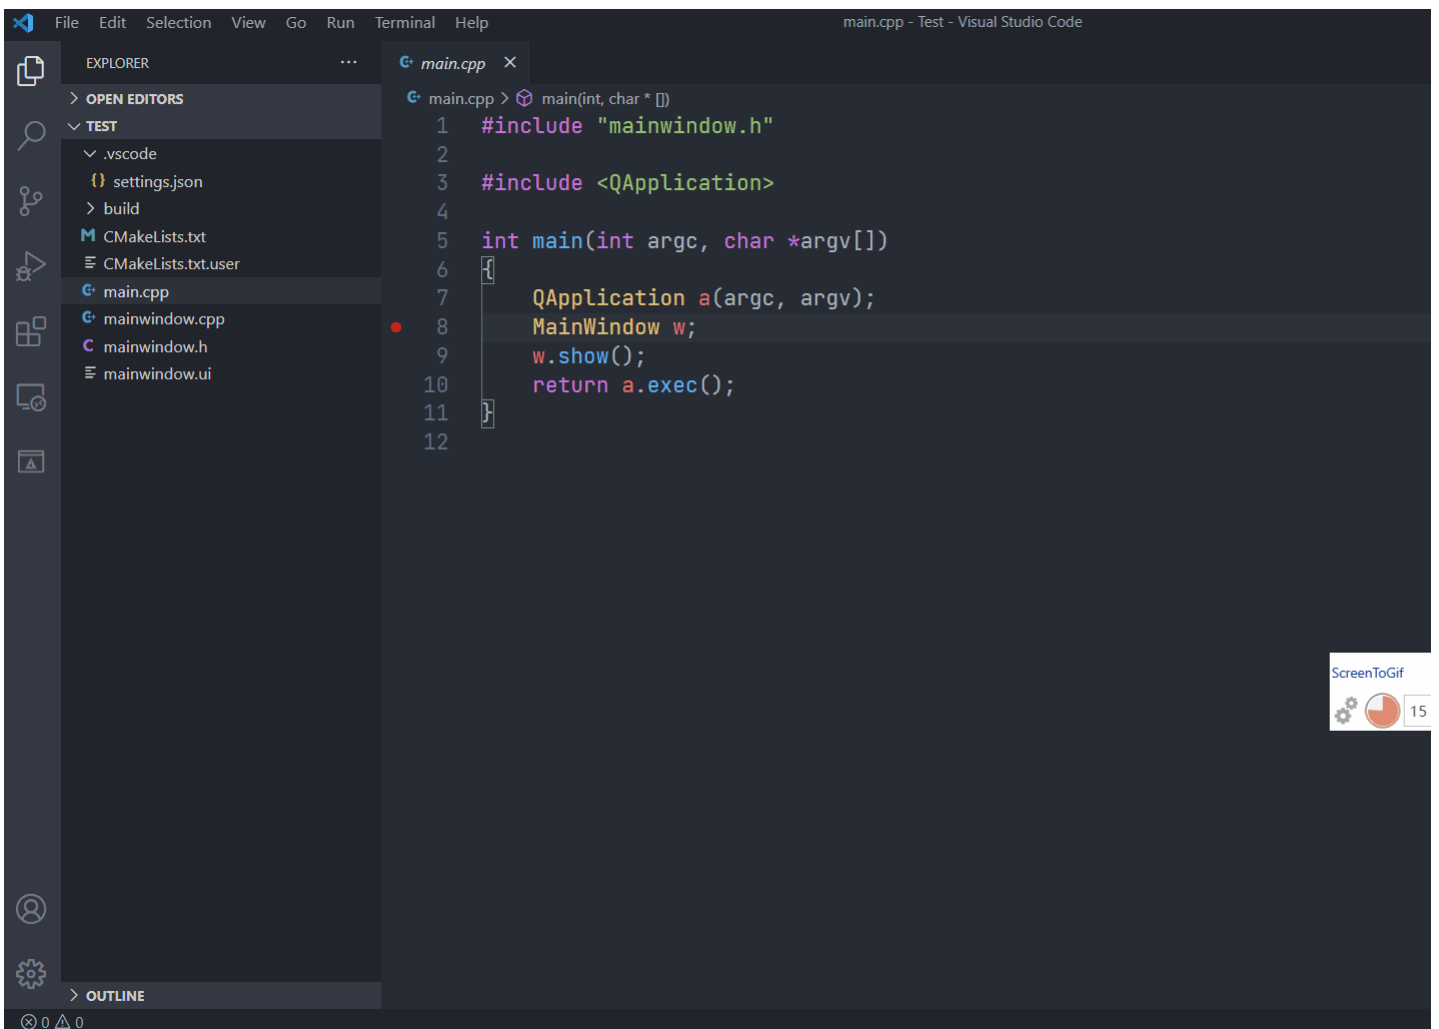 File Edit Selection View Go Run Terminal Help main.cpp - Test - Visual Studio Code
EXPLORER ···
OPEN EDITORS
TEST
.vscode
{} settings.json
build
M CMakeLists.txt
CMakeLists.txt.user
main.cpp
mainwindow.cpp
C mainwindow.h
mainwindow.ui
OUTLINE
main.cpp
main.cpp > main(int, char * [])
1 #include "mainwindow.h"
2
3 #include <QApplication>
4
5 int main(int argc, char *argv[])
6 {
7 QApplication a(argc, argv);
8 MainWindow w;
9 w.show();
10 return a.exec();
11 }
12
ScreenToGif
15
0 0